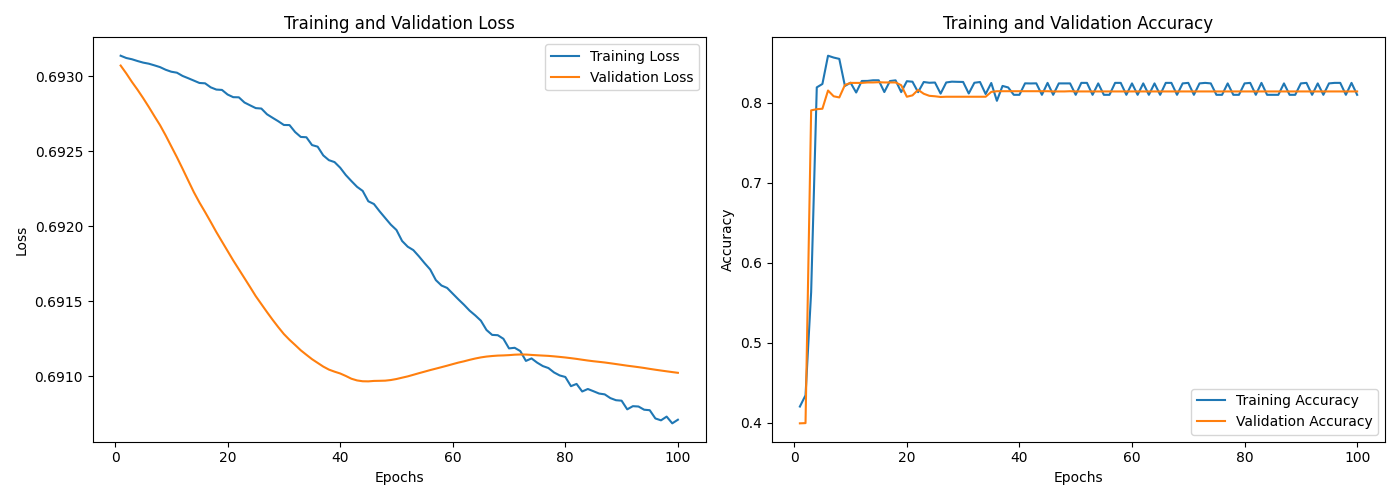 Training and Validation Loss
Training Loss
Validation Loss
0.6930
0.6925
0.6920
0.6915
0.6910
Loss
0
20
40
60
80
100
Epochs
Training and Validation Accuracy
0.8
0.7
0.6
0.5
0.4
Accuracy
Training Accuracy
Validation Accuracy
0
20
40
60
80
100
Epochs